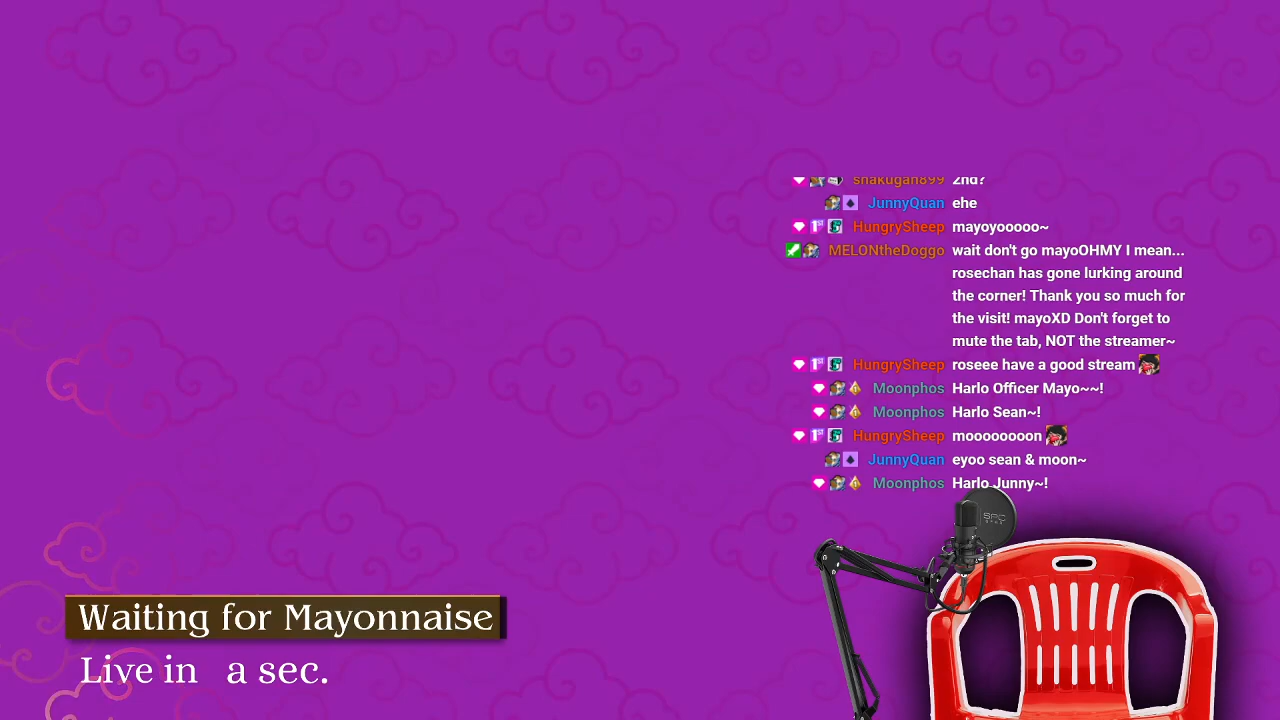 shakugan899 2nd?
JunnyQuan ehe
HungrySheep mayoyooooo~
MELONtheDoggo wait don't go mayoOHMY I mean...
rosechan has gone lurking around
the corner! Thank you so much for
the visit! mayoXD Don't forget to
mute the tab, NOT the streamer~
HungrySheep roseee have a good stream
Moonphos Harlo Officer Mayo~~!
Moonphos Harlo Sean~!
HungrySheep moooooooon
JunnyQuan eyoo sean & moon~
Moonphos Harlo Junny~!
Waiting for Mayonnaise
Live in a sec.